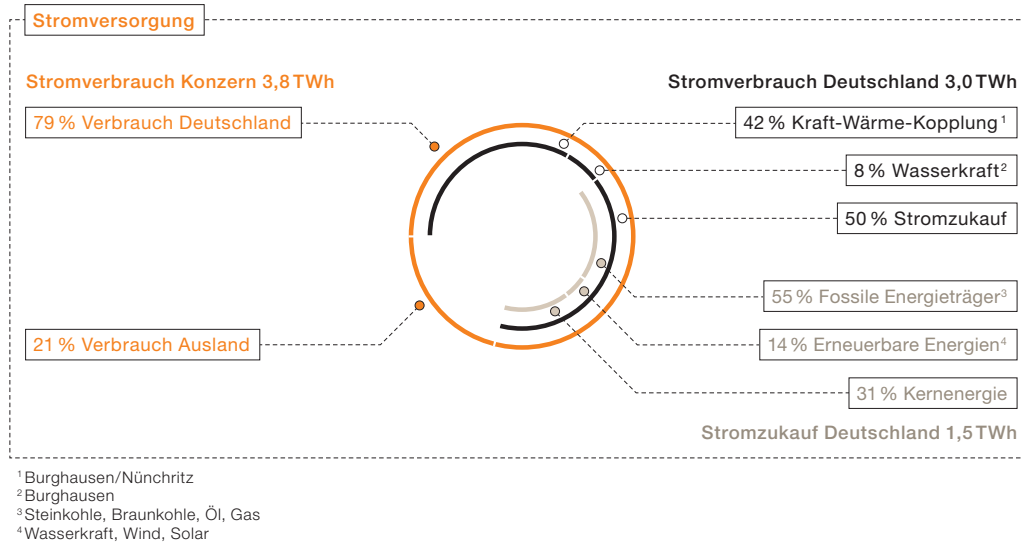 Stromversorgung
Stromverbrauch Konzern 3,8 TWh
79 % Verbrauch Deutschland
21 % Verbrauch Ausland
Stromverbrauch Deutschland 3,0 TWh
42 % Kraft-Wärme-Kopplung¹
8 % Wasserkraft²
50 % Stromzukauf
55 % Fossile Energieträger³
14 % Erneuerbare Energien⁴
31 % Kernenergie
Stromzukauf Deutschland 1,5 TWh
¹ Burghausen/Nünchritz
² Burghausen
³ Steinkohle, Braunkohle, Öl, Gas
⁴ Wasserkraft, Wind, Solar